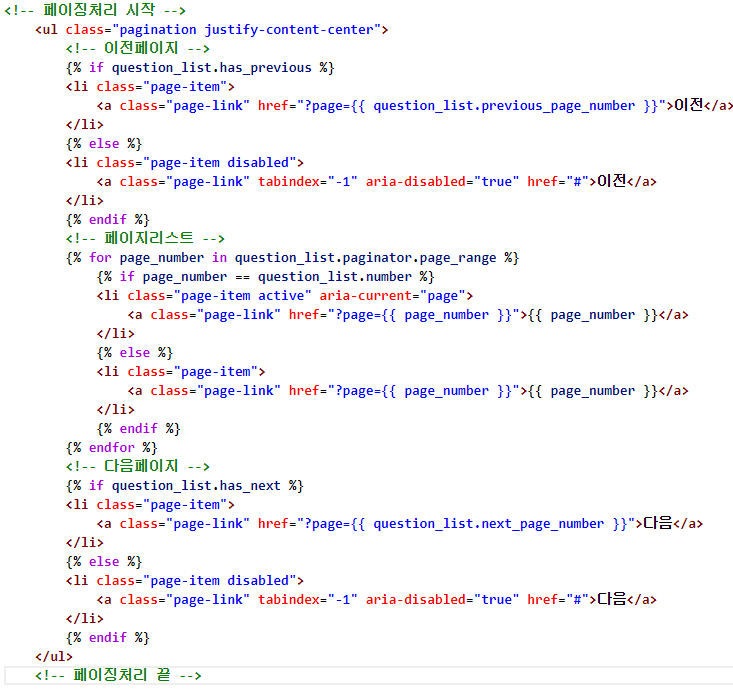 <!-- 페이징처리 시작 -->
    <ul class="pagination justify-content-center">
        <!-- 이전페이지 -->
        {% if question_list.has_previous %}
        <li class="page-item">
            <a class="page-link" href="?page={{ question_list.previous_page_number }}">이전</a>
        </li>
        {% else %}
        <li class="page-item disabled">
            <a class="page-link" tabindex="-1" aria-disabled="true" href="#">이전</a>
        </li>
        {% endif %}
        <!-- 페이지리스트 -->
        {% for page_number in question_list.paginator.page_range %}
            {% if page_number == question_list.number %}
            <li class="page-item active" aria-current="page">
                <a class="page-link" href="?page={{ page_number }}">{{ page_number }}</a>
            </li>
            {% else %}
            <li class="page-item">
                <a class="page-link" href="?page={{ page_number }}">{{ page_number }}</a>
            </li>
            {% endif %}
        {% endfor %}
        <!-- 다음페이지 -->
        {% if question_list.has_next %}
        <li class="page-item">
            <a class="page-link" href="?page={{ question_list.next_page_number }}">다음</a>
        </li>
        {% else %}
        <li class="page-item disabled">
            <a class="page-link" tabindex="-1" aria-disabled="true" href="#">다음</a>
        </li>
        {% endif %}
    </ul>
    <!-- 페이징처리 끝 -->